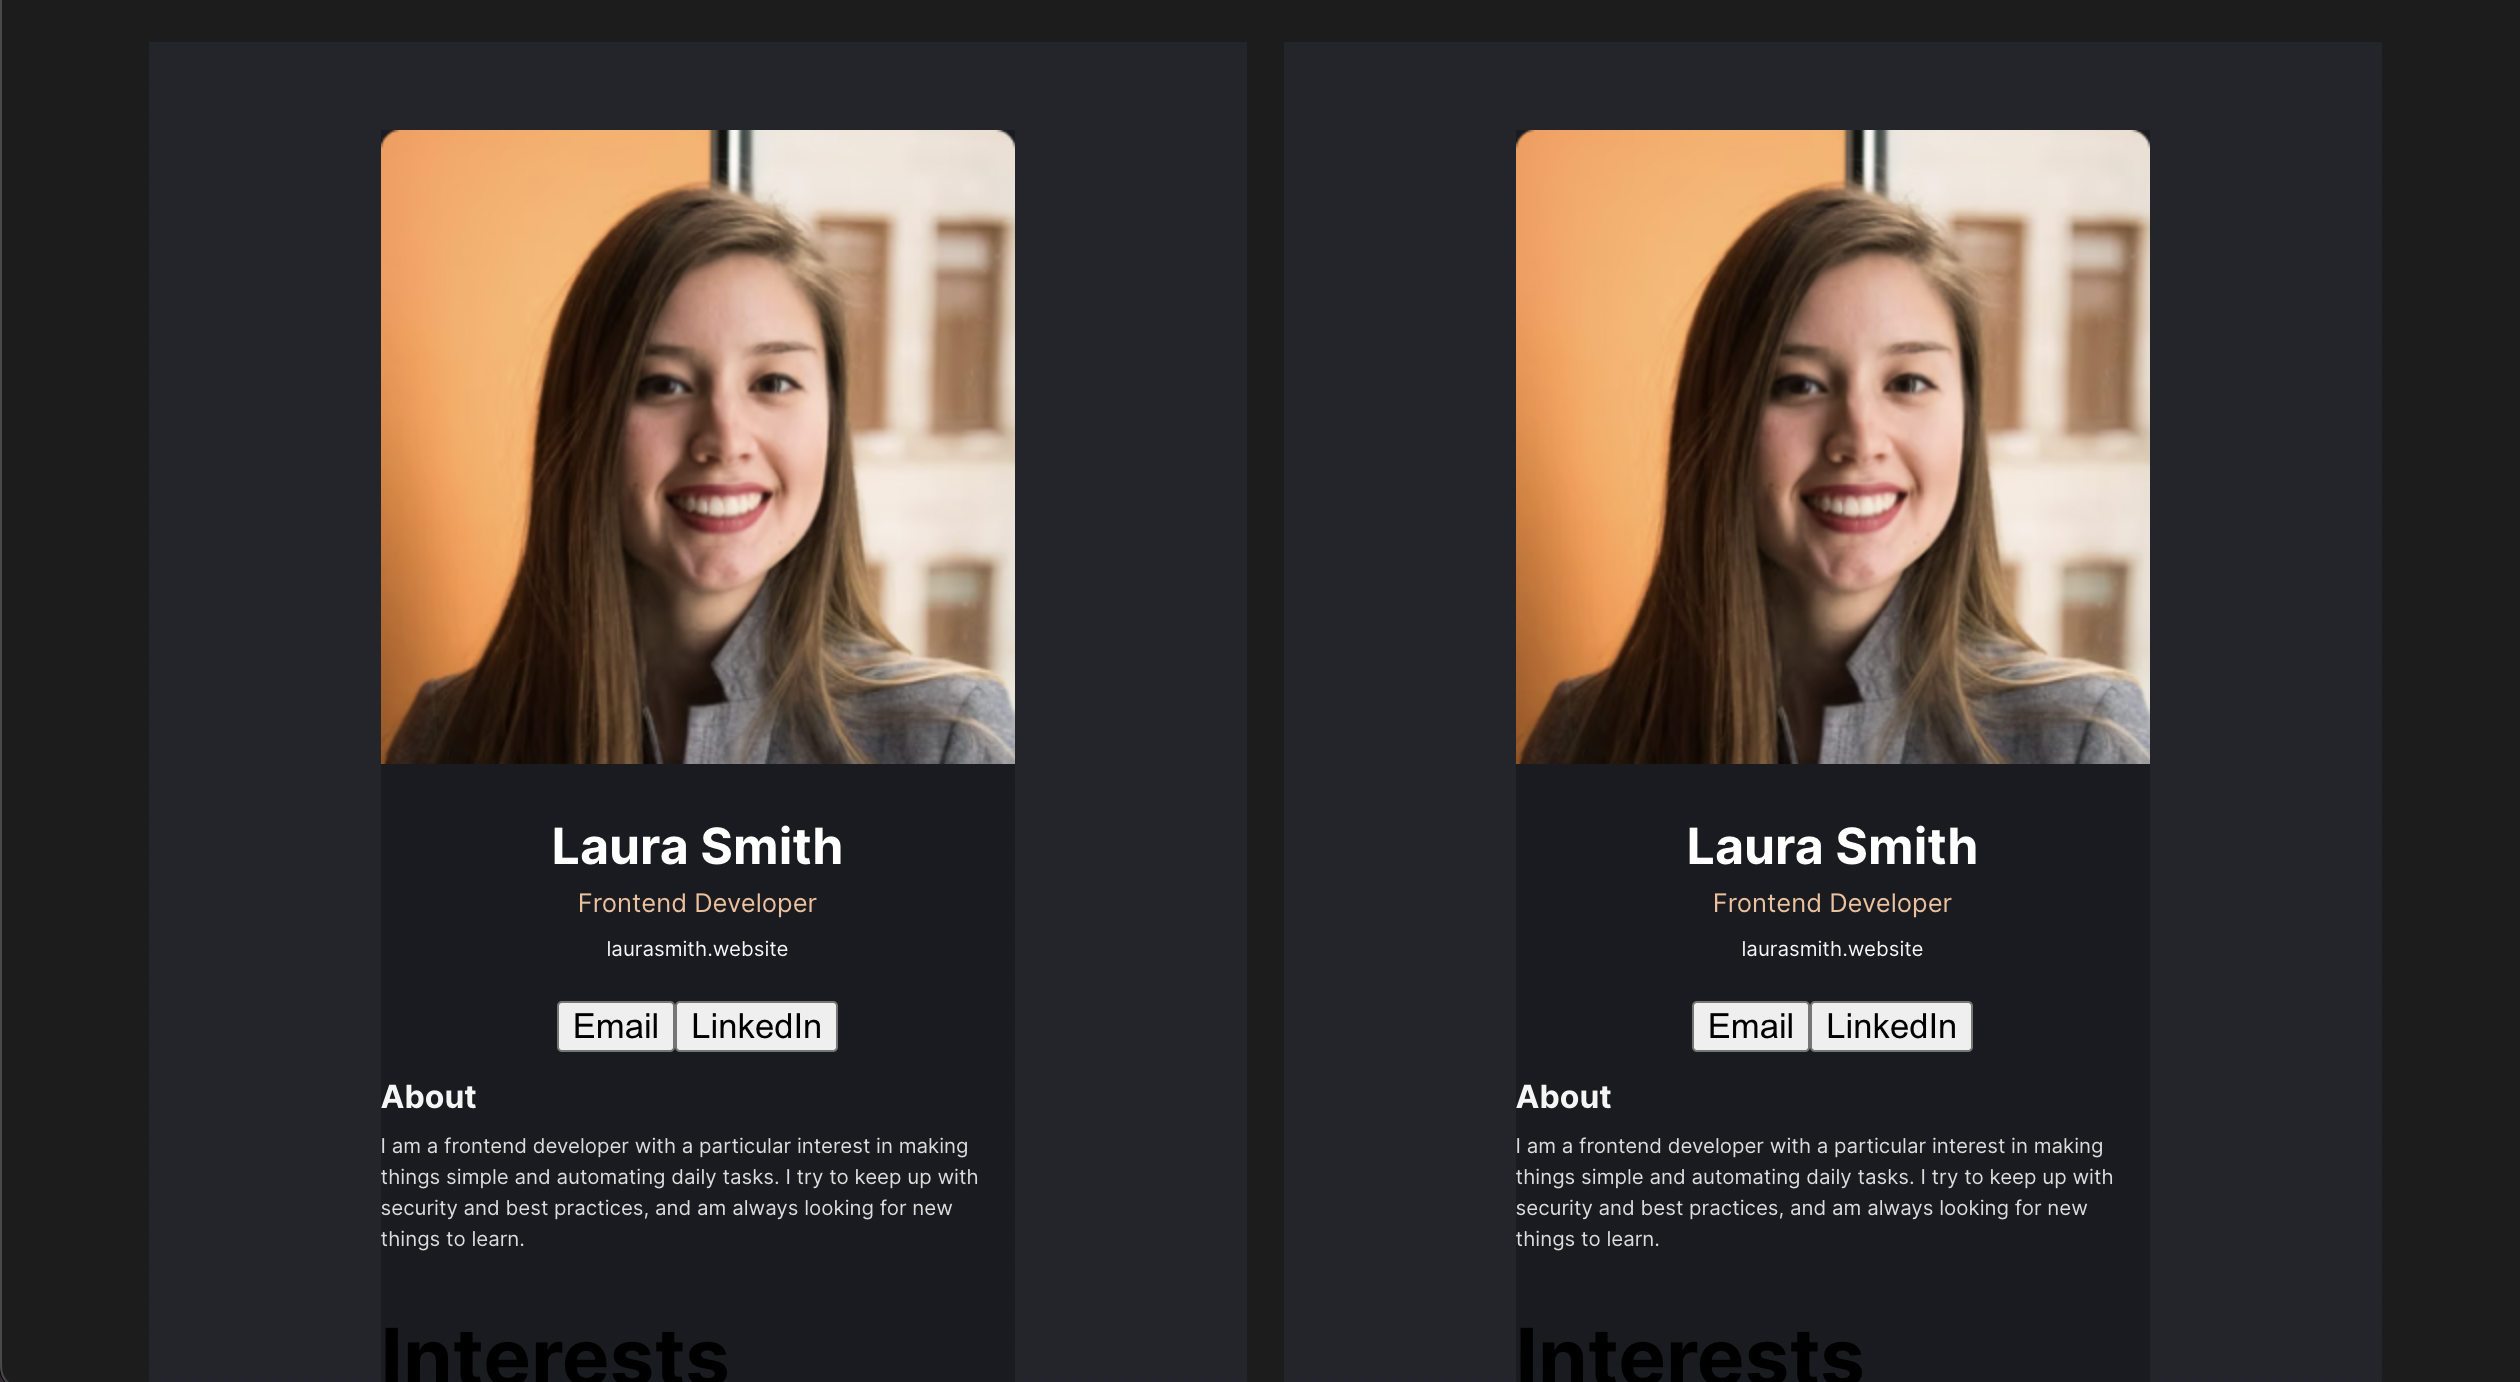 Laura Smith
Frontend Developer
laurasmith.website
Email LinkedIn
About
I am a frontend developer with a particular interest in making
things simple and automating daily tasks. I try to keep up with
security and best practices, and am always looking for new
things to learn.
Interests
Laura Smith
Frontend Developer
laurasmith.website
Email LinkedIn
About
I am a frontend developer with a particular interest in making
things simple and automating daily tasks. I try to keep up with
security and best practices, and am always looking for new
things to learn.
Interests